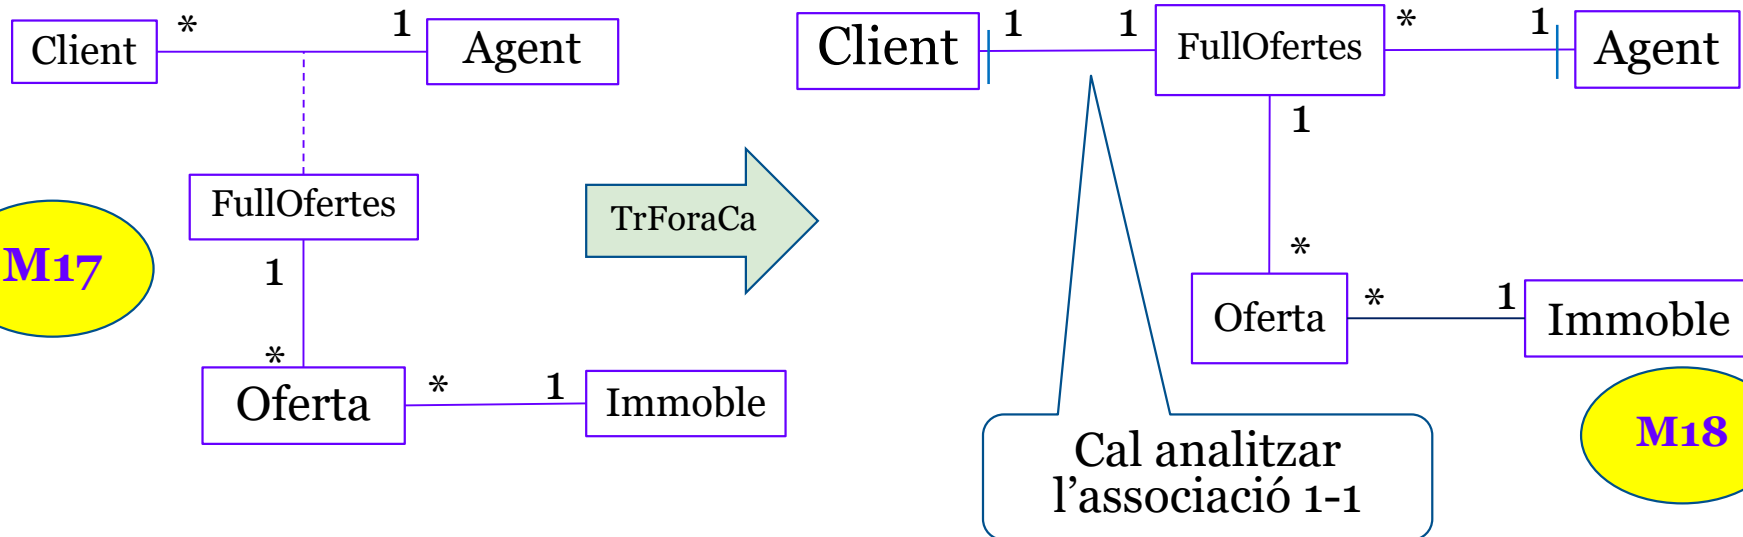 Client * 1 Agent
FullOfertes
M17
1
*
Oferta * 1 Immoble
TrForaCa
Client 1 1 FullOfertes * 1 Agent
1
*
Oferta * 1 Immoble
M18
Cal analitzar
l’associació 1-1